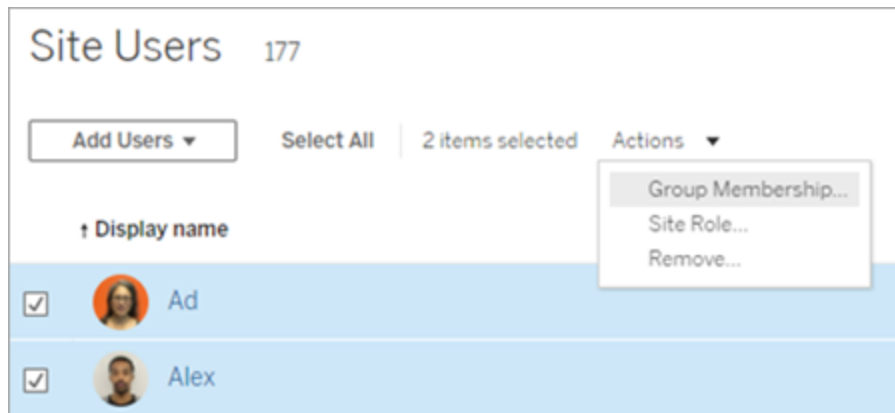 Site Users 177
Add Users ▾ Select All 2 items selected Actions ▾
Group Membership...
Site Role...
Remove...
↑ Display name
Ad
Alex